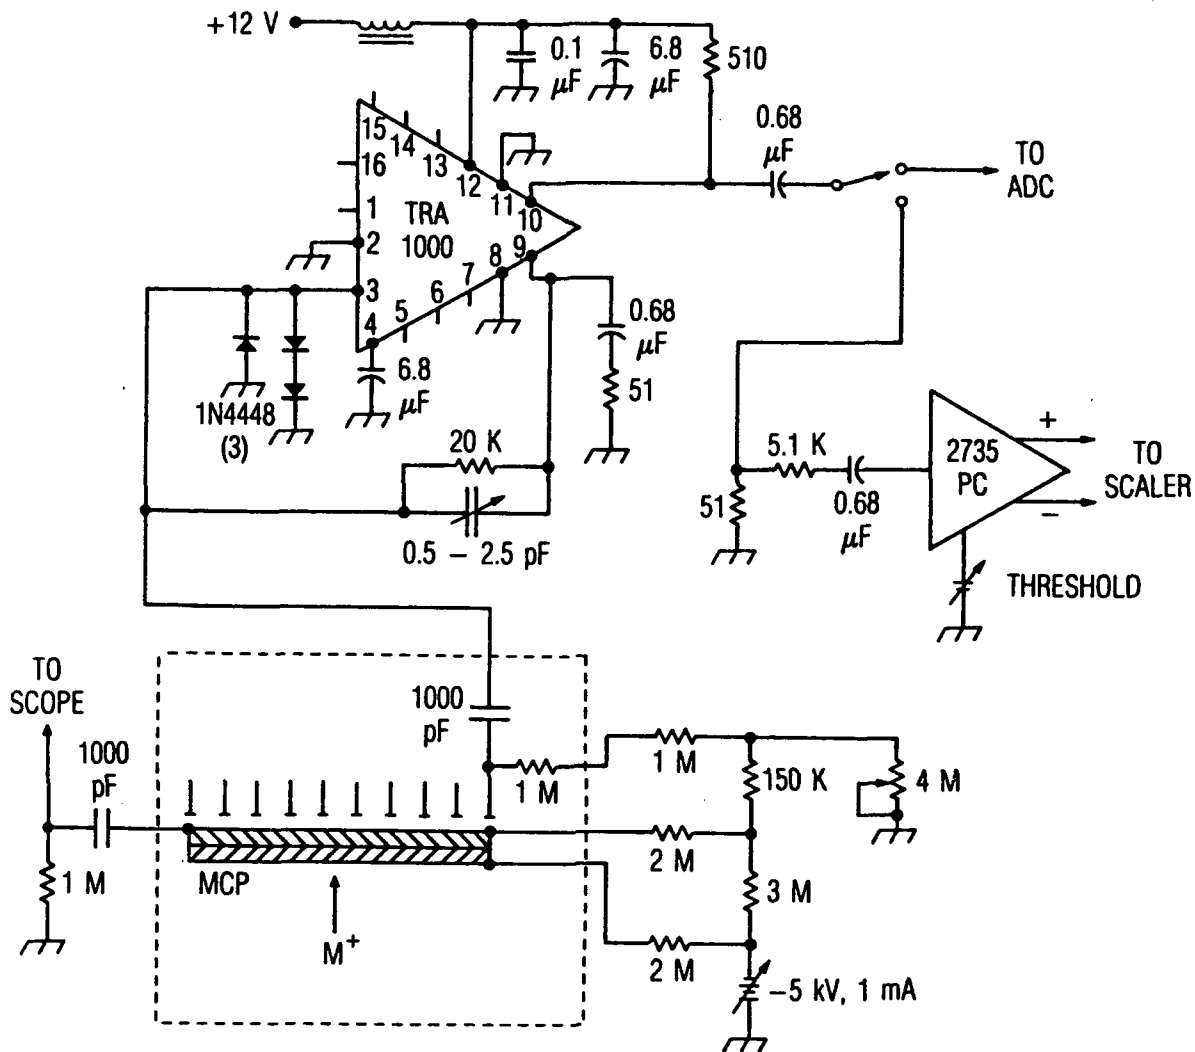 +12 V
0.1
µF
6.8
µF
510
0.68
µF
TO
ADC
15
14
13
12
11
10
16
1
2
3
4
5
6
7
8
9
TRA
1000
1N4448
(3)
6.8
µF
0.68
µF
51
20 K
0.5 – 2.5 pF
5.1 K
0.68
µF
51
2735
PC
+
–
TO
SCALER
THRESHOLD
TO
SCOPE
1000
pF
1 M
1000
pF
1 M
1 M
150 K
4 M
2 M
3 M
2 M
MCP
M+
–5 kV, 1 mA